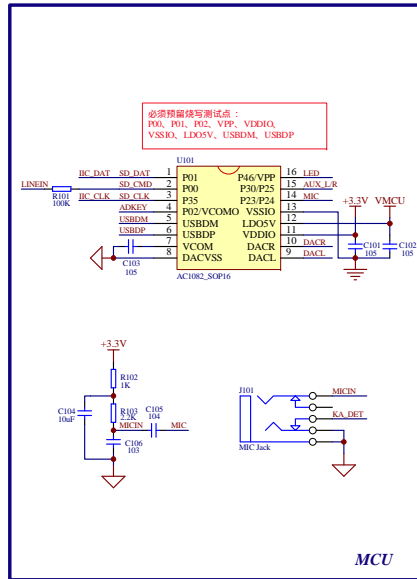 必须预留烧写测试点：
P00、P01、P02、VPP、VDDIO、
VSSIO、LDO5V、USBDM、USBDP
U101
IIC_DAT SD_DAT 1 P01 P46/VPP 16 LED
LINEIN R101 100K SD_CMD 2 P00 P30/P25 15 AUX_L/R
IIC_CLK SD_CLK 3 P35 P23/P24 14 MIC
ADKEY 4 P02/VCOMO VSSIO 13
USBDM 5 USBDM LDO5V 12
USBDP 6 USBDP VDDIO 11
7 VCOM DACR 10 DACR
8 DACVSS DACL 9 DACL
AC1082_SOP16
C103
105
+3.3V VMCU
C101
105
C102
105
+3.3V
R102
1K
C104
10uF
R103
2.2K
MICIN
C105
104
MIC
C106
103
J101
MICIN
KA_DET
MIC Jack
MCU